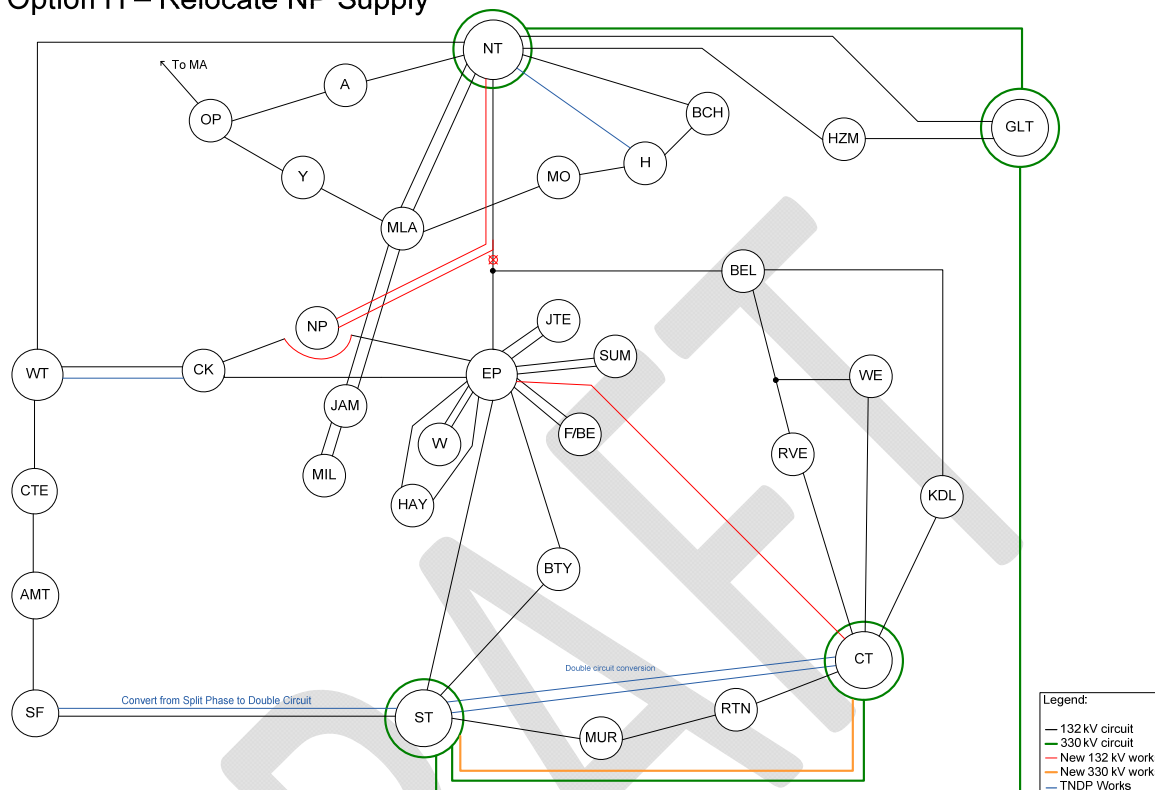 Option H – Relocate NP Supply
NT
To MA
A
OP
BCH
GLT
HZM
H
MO
Y
MLA
BEL
NP
JTE
SUM
WT
CK
EP
WE
JAM
W
F/BE
RVE
MIL
CTE
HAY
KDL
BTY
AMT
CT
Double circuit conversion
Convert from Split Phase to Double Circuit
SF
ST
RTN
MUR
Legend:
132 kV circuit
330 kV circuit
New 132 kV work
New 330 kV work
TNDP Works
DRAFT